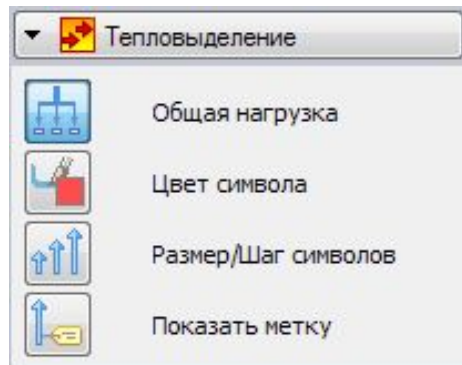 Тепловыделение
Общая нагрузка
Цвет символа
Размер/Шаг символов
Показать метку